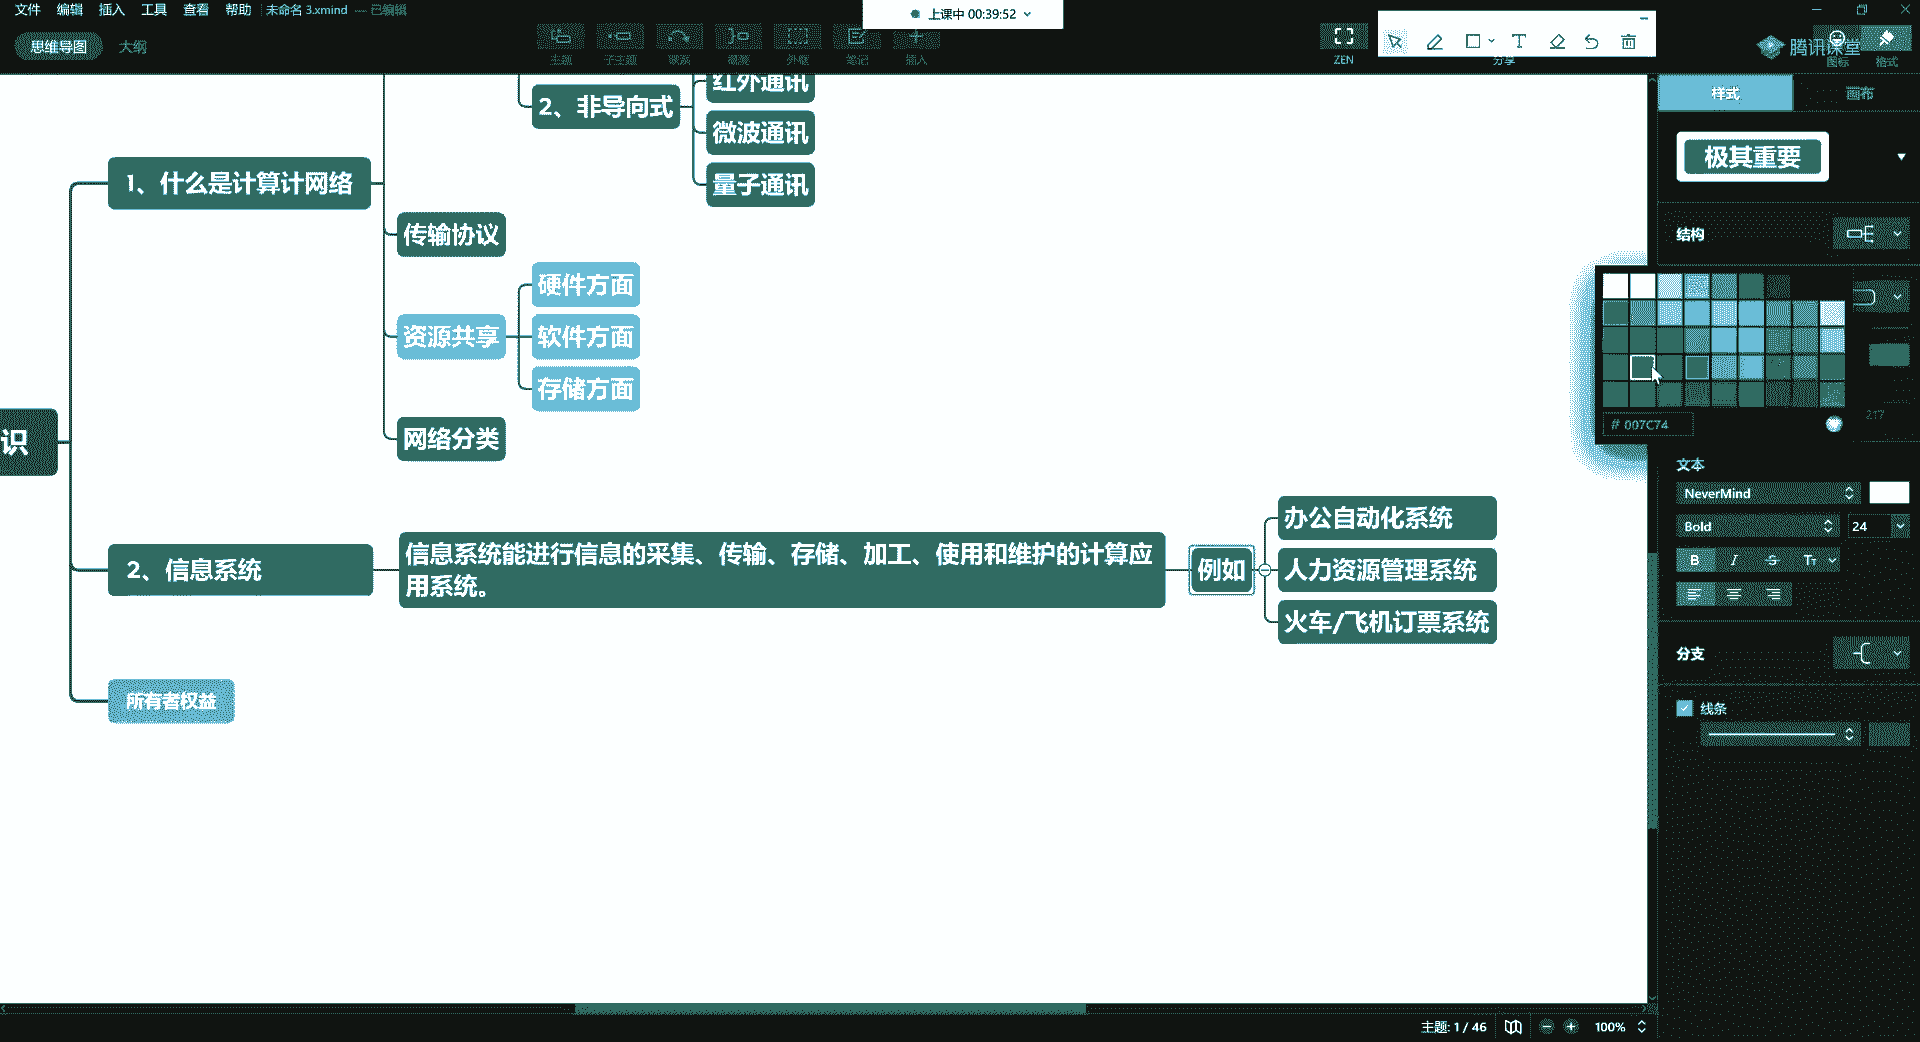 文件 编辑 插入 工具 查看 帮助 未命名 3.xmind — 已编辑
上课中 00:39:52
思维导图 大纲
主题 子主题 联系 概要 外框 笔记 插入
ZEN
分享
腾讯课堂
图标 格式
样式 画布
极其重要
结构
# 007C74
217
文本
NeverMind
Bold 24
B I S Tт
分支
线条
红外通讯
2、非导向式
微波通讯
量子通讯
1、什么是计算计网络
传输协议
硬件方面
资源共享
软件方面
存储方面
网络分类
识
2、信息系统
信息系统能进行信息的采集、传输、存储、加工、使用和维护的计算应
用系统。
例如
办公自动化系统
人力资源管理系统
火车/飞机订票系统
所有者权益
主题: 1 / 46
100%